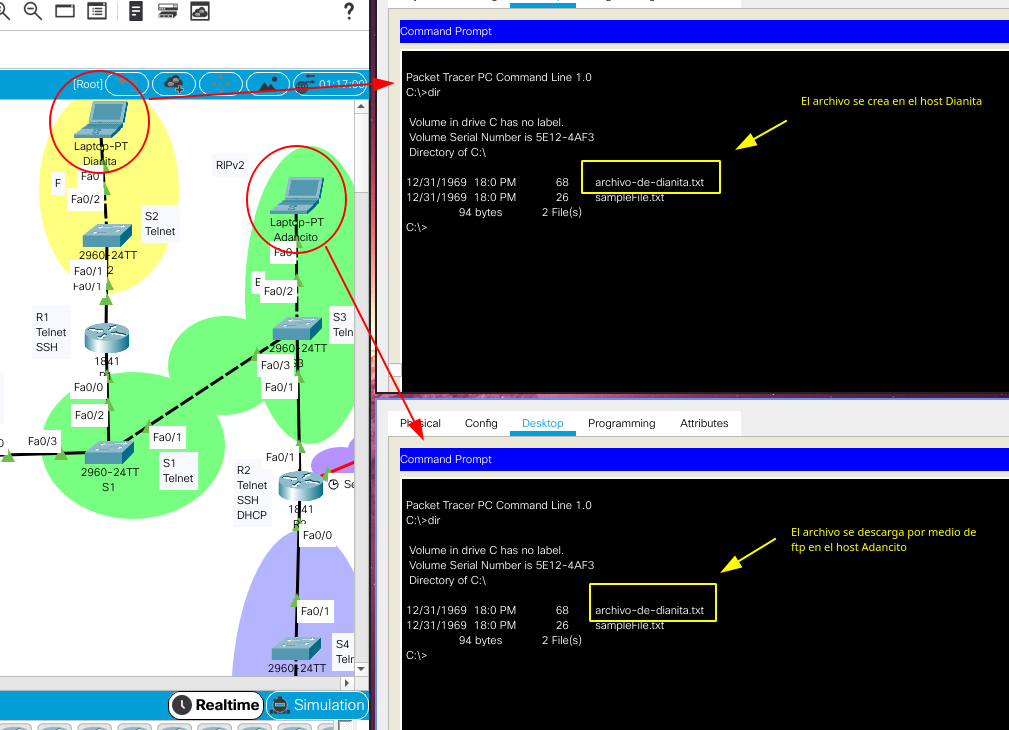 ?
[Root]
01:17:00
Laptop-PT
Dianita
Fa0
F
Fa0/2
S2
Telnet
2960-24TT
Fa0/1
Fa0/1
RIPv2
Laptop-PT
Adancito
Fa0
E
Fa0/2
R1
Telnet
SSH
1841
S3
Teln
2960-24TT
Fa0/3
Fa0/1
Fa0/0
Fa0/2
Fa0/3
Fa0/1
2960-24TT
S1
S1
Telnet
Fa0/1
R2
Telnet
SSH
DHCP
Se
1841
Fa0/0
Fa0/1
S4
Teln
2960-24TT
Realtime
Simulation
Command Prompt
Packet Tracer PC Command Line 1.0
C:\>dir
El archivo se crea en el host Dianita
Volume in drive C has no label.
Volume Serial Number is 5E12-4AF3
Directory of C:\
12/31/1969 18:0 PM 68 archivo-de-dianita.txt
12/31/1969 18:0 PM 26 sampleFile.txt
94 bytes 2 File(s)
C:\>
Physical Config Desktop Programming Attributes
Command Prompt
Packet Tracer PC Command Line 1.0
C:\>dir
El archivo se descarga por medio de
ftp en el host Adancito
Volume in drive C has no label.
Volume Serial Number is 5E12-4AF3
Directory of C:\
12/31/1969 18:0 PM 68 archivo-de-dianita.txt
12/31/1969 18:0 PM 26 sampleFile.txt
94 bytes 2 File(s)
C:\>